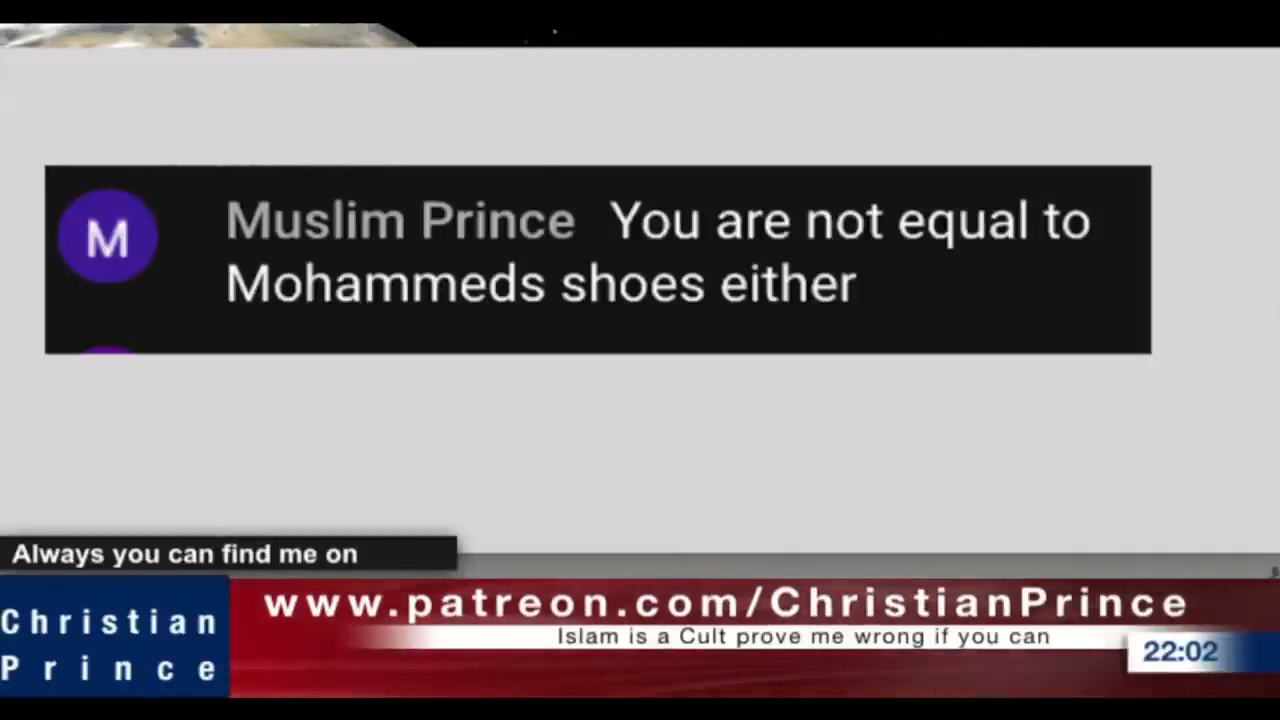 M Muslim Prince You are not equal to
Mohammeds shoes either
Always you can find me on
Christian
Prince
www.patreon.com/ChristianPrince
Islam is a Cult prove me wrong if you can
22:02